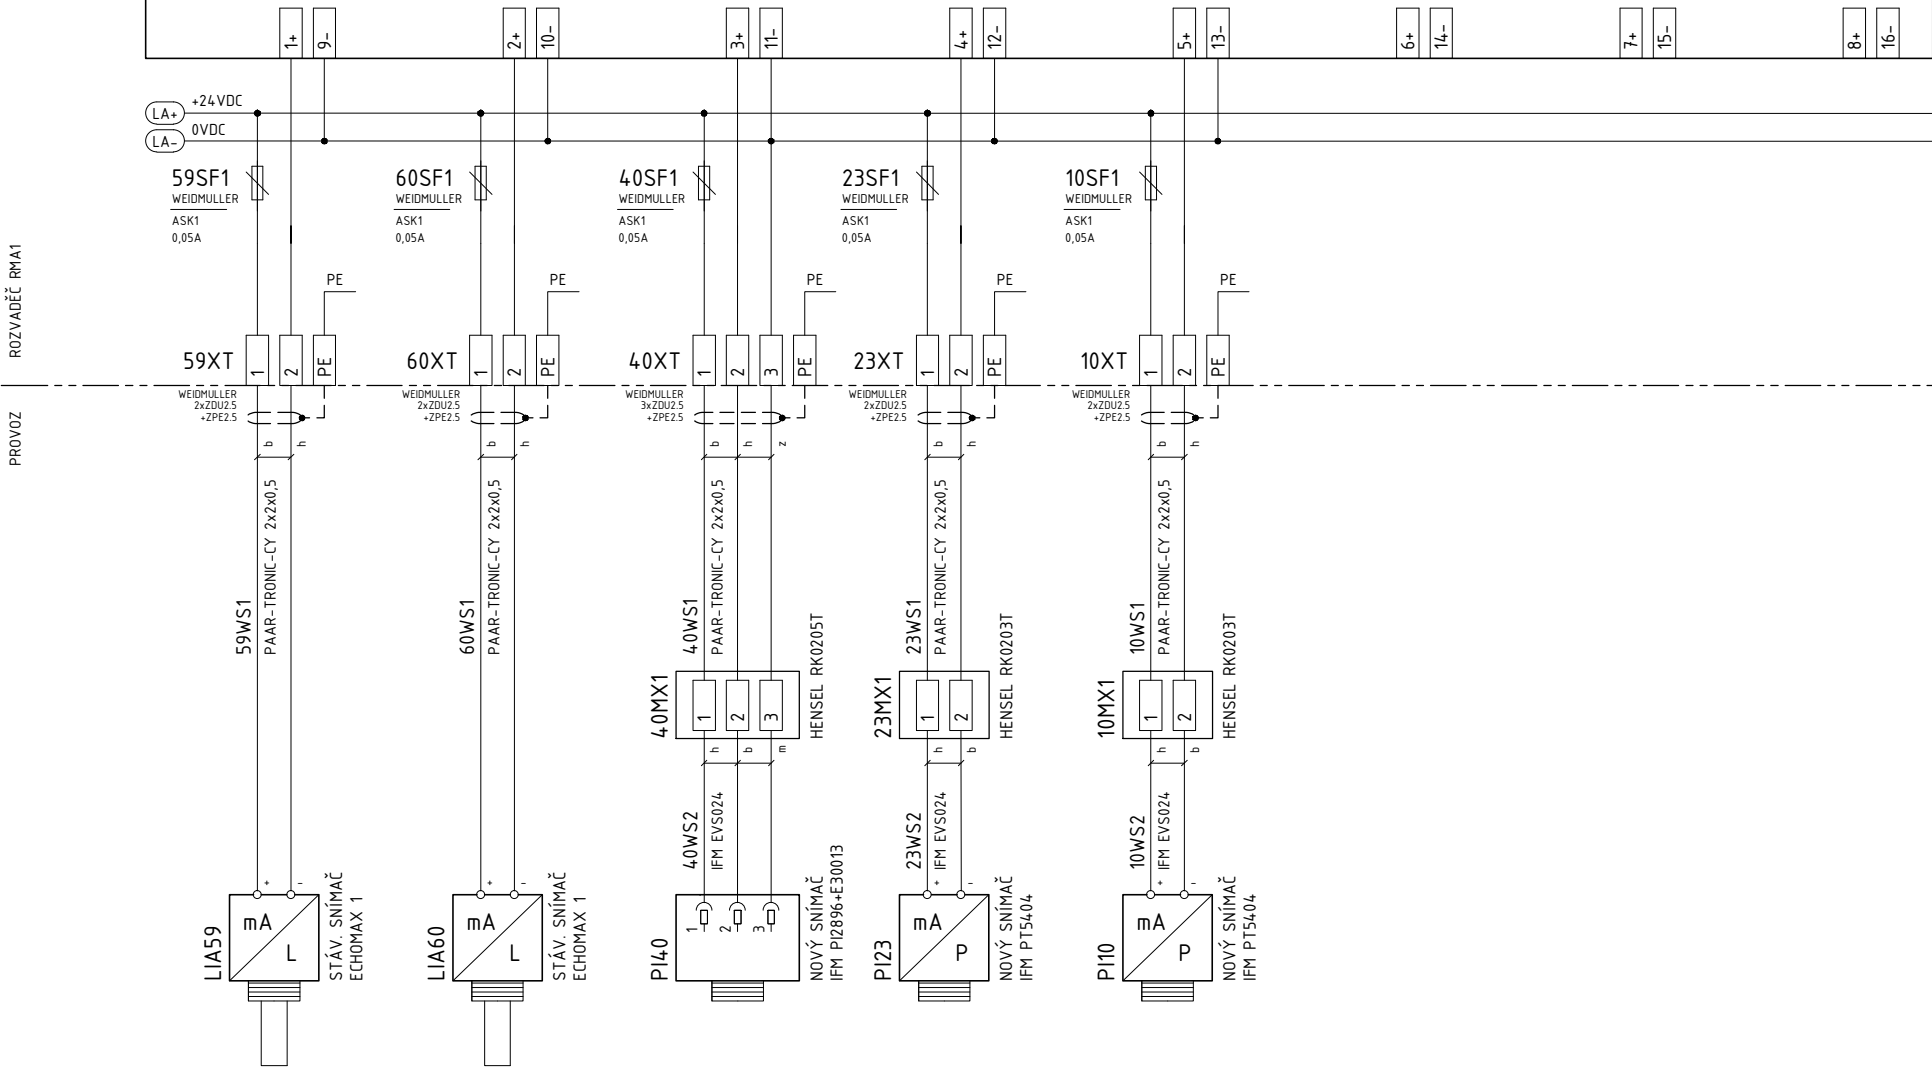 1+ 9- 2+ 10- 3+ 11- 4+ 12- 5+ 13- 6+ 14- 7+ 15- 8+ 16-
LA+ +24VDC
LA- 0VDC
59SF1
WEIDMULLER
ASK1
0,05A
60SF1
WEIDMULLER
ASK1
0,05A
40SF1
WEIDMULLER
ASK1
0,05A
23SF1
WEIDMULLER
ASK1
0,05A
10SF1
WEIDMULLER
ASK1
0,05A
ROZVADĚČ RMA1
PE PE PE PE PE
59XT 1 2 PE
60XT 1 2 PE
40XT 1 2 3 PE
23XT 1 2 PE
10XT 1 2 PE
PROVOZ
WEIDMULLER
2xZDU2.5
+ZPE2.5
WEIDMULLER
2xZDU2.5
+ZPE2.5
WEIDMULLER
3xZDU2.5
+ZPE2.5
WEIDMULLER
2xZDU2.5
+ZPE2.5
WEIDMULLER
2xZDU2.5
+ZPE2.5
b h b h b h z b h b h
59WS1
PAAR-TRONIC-CY 2x2x0,5
60WS1
PAAR-TRONIC-CY 2x2x0,5
40WS1
PAAR-TRONIC-CY 2x2x0,5
23WS1
PAAR-TRONIC-CY 2x2x0,5
10WS1
PAAR-TRONIC-CY 2x2x0,5
40MX1
1 2 3
HENSEL RK0205T
23MX1
1 2
HENSEL RK0203T
10MX1
1 2
HENSEL RK0203T
h b m h b h b
40WS2
IFM EVS024
23WS2
IFM EVS024
10WS2
IFM EVS024
LIA59
+ -
mA
L
STÁV. SNÍMAČ
ECHOMAX 1
LIA60
+ -
mA
L
STÁV. SNÍMAČ
ECHOMAX 1
PI40
1 2 3
NOVÝ SNÍMAČ
IFM PI2896+E30013
PI23
+ -
mA
P
NOVÝ SNÍMAČ
IFM PT5404
PI10
+ -
mA
P
NOVÝ SNÍMAČ
IFM PT5404